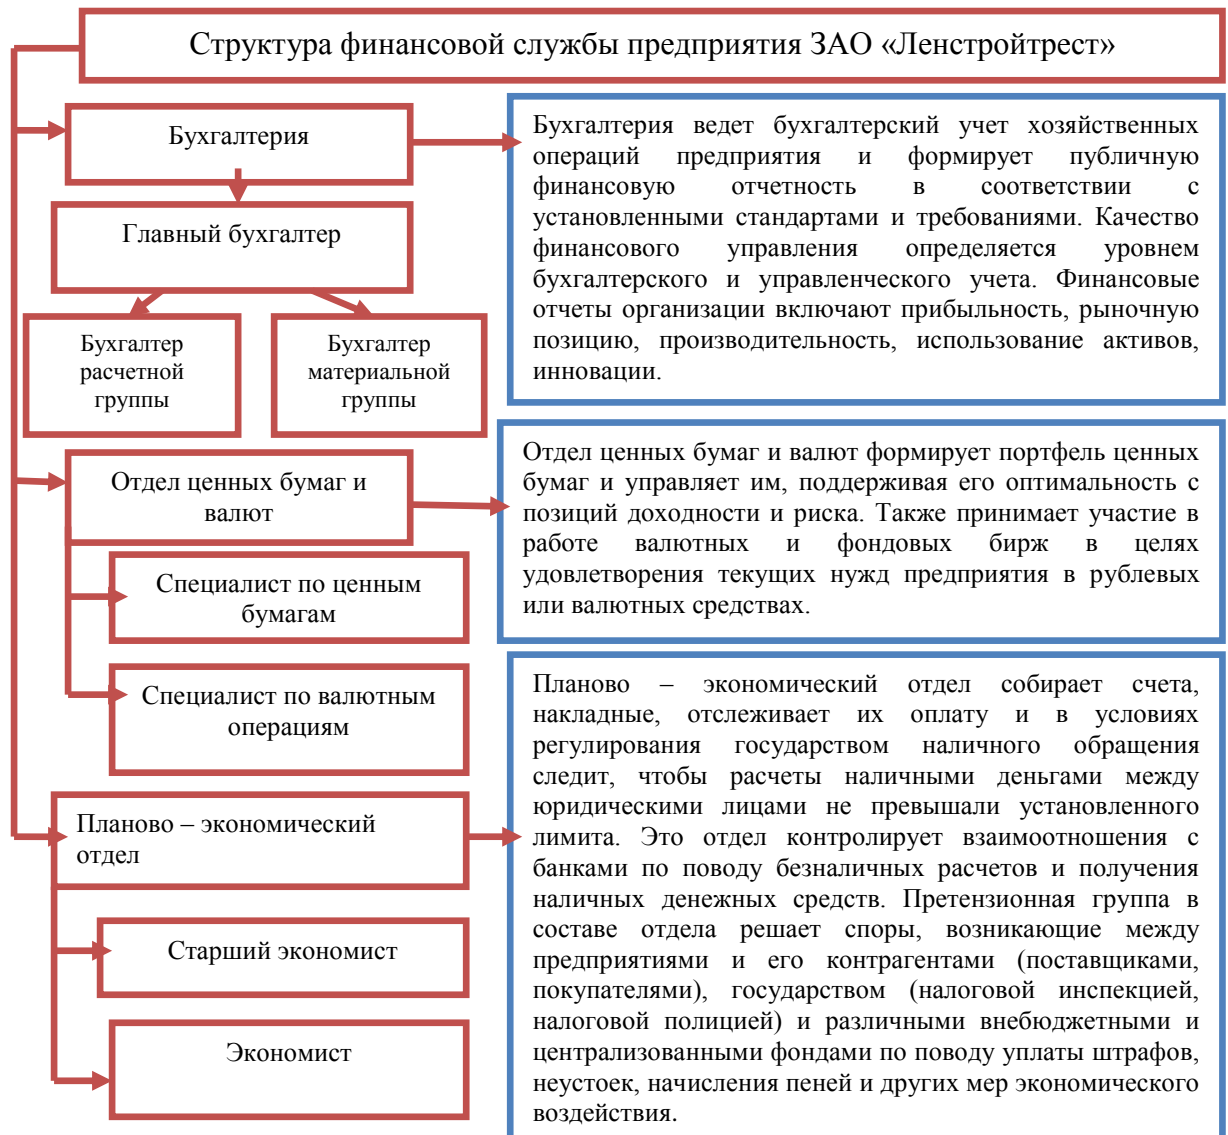 Структура финансовой службы предприятия ЗАО «Ленстройтрест»
Бухгалтерия
Бухгалтерия ведет бухгалтерский учет хозяйственных
операций предприятия и формирует публичную
финансовую отчетность в соответствии с
установленными стандартами и требованиями. Качество
финансового управления определяется уровнем
бухгалтерского и управленческого учета. Финансовые
отчеты организации включают прибыльность, рыночную
позицию, производительность, использование активов,
инновации.
Главный бухгалтер
Бухгалтер
расчетной
группы
Бухгалтер
материальной
группы
Отдел ценных бумаг и
валют
Отдел ценных бумаг и валют формирует портфель ценных
бумаг и управляет им, поддерживая его оптимальность с
позиций доходности и риска. Также принимает участие в
работе валютных и фондовых бирж в целях
удовлетворения текущих нужд предприятия в рублевых
или валютных средствах.
Специалист по ценным
бумагам
Специалист по валютным
операциям
Планово – экономический
отдел
Планово – экономический отдел собирает счета,
накладные, отслеживает их оплату и в условиях
регулирования государством наличного обращения
следит, чтобы расчеты наличными деньгами между
юридическими лицами не превышали установленного
лимита. Это отдел контролирует взаимоотношения с
банками по поводу безналичных расчетов и получения
наличных денежных средств. Претензионная группа в
составе отдела решает споры, возникающие между
предприятиями и его контрагентами (поставщиками,
покупателями), государством (налоговой инспекцией,
налоговой полицией) и различными внебюджетными и
централизованными фондами по поводу уплаты штрафов,
неустоек, начисления пеней и других мер экономического
воздействия.
Старший экономист
Экономист